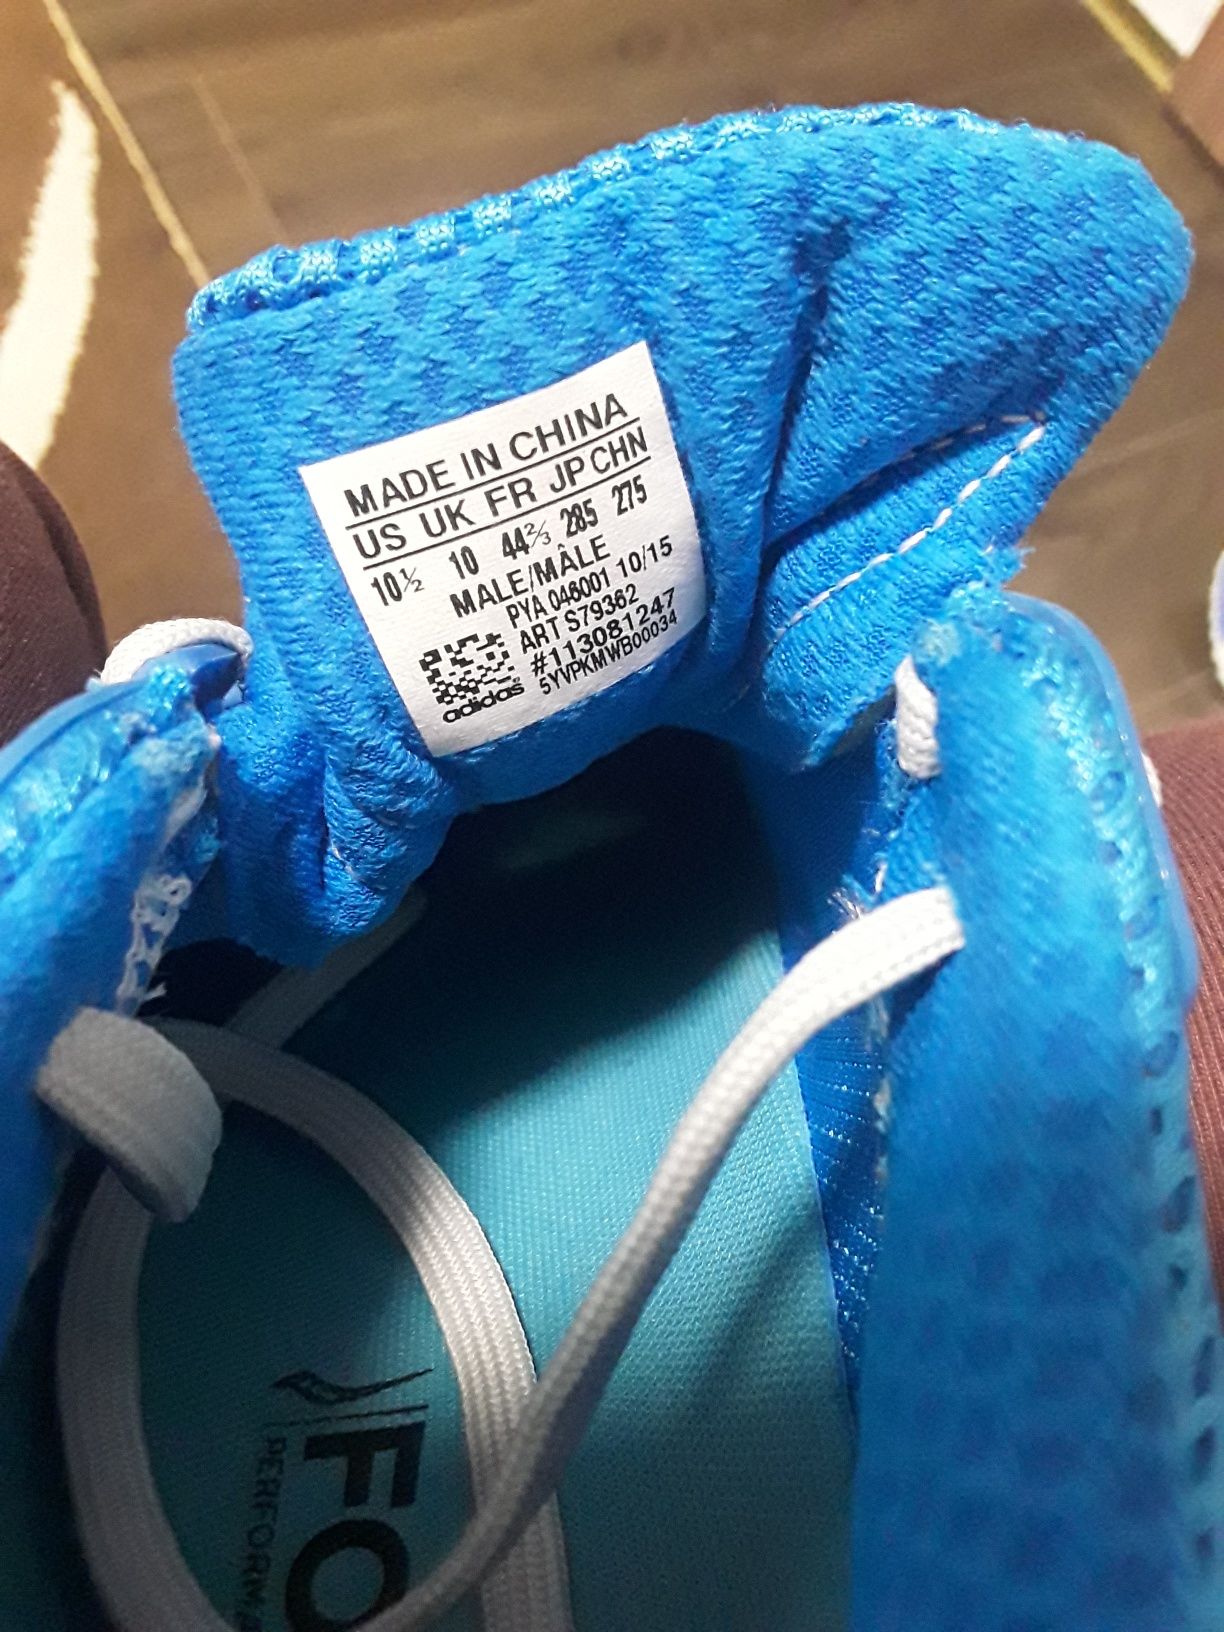 MADE IN CHINA
US UK FR JP CHN
10½ 10 44⅔ 285 275
MALE/MÂLE
PYA 046001 10/15
ART S79362
#113081247
5YVPKMWB00034
adidas